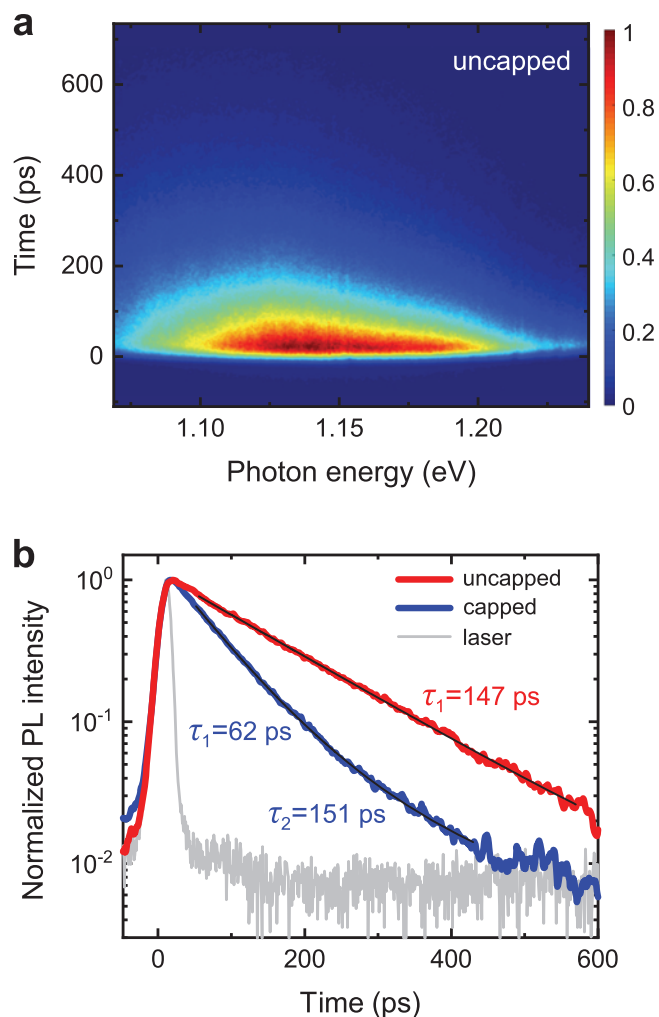 a
uncapped
Time (ps)
600
400
200
0
1.10 1.15 1.20
Photon energy (eV)
1
0.8
0.6
0.4
0.2
0
b
uncapped
capped
laser
Normalized PL intensity
10⁰
10⁻¹
10⁻²
τ₁=147 ps
τ₁=62 ps
τ₂=151 ps
0 200 400 600
Time (ps)